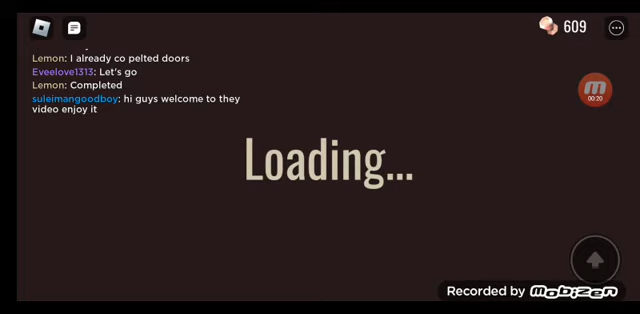 609
Lemon: I already co pelted doors
Eveelove1313: Let's go
Lemon: Completed
suleimangoodboy: hi guys welcome to they
video enjoy it
00:20
Loading...
Recorded by Mobizen